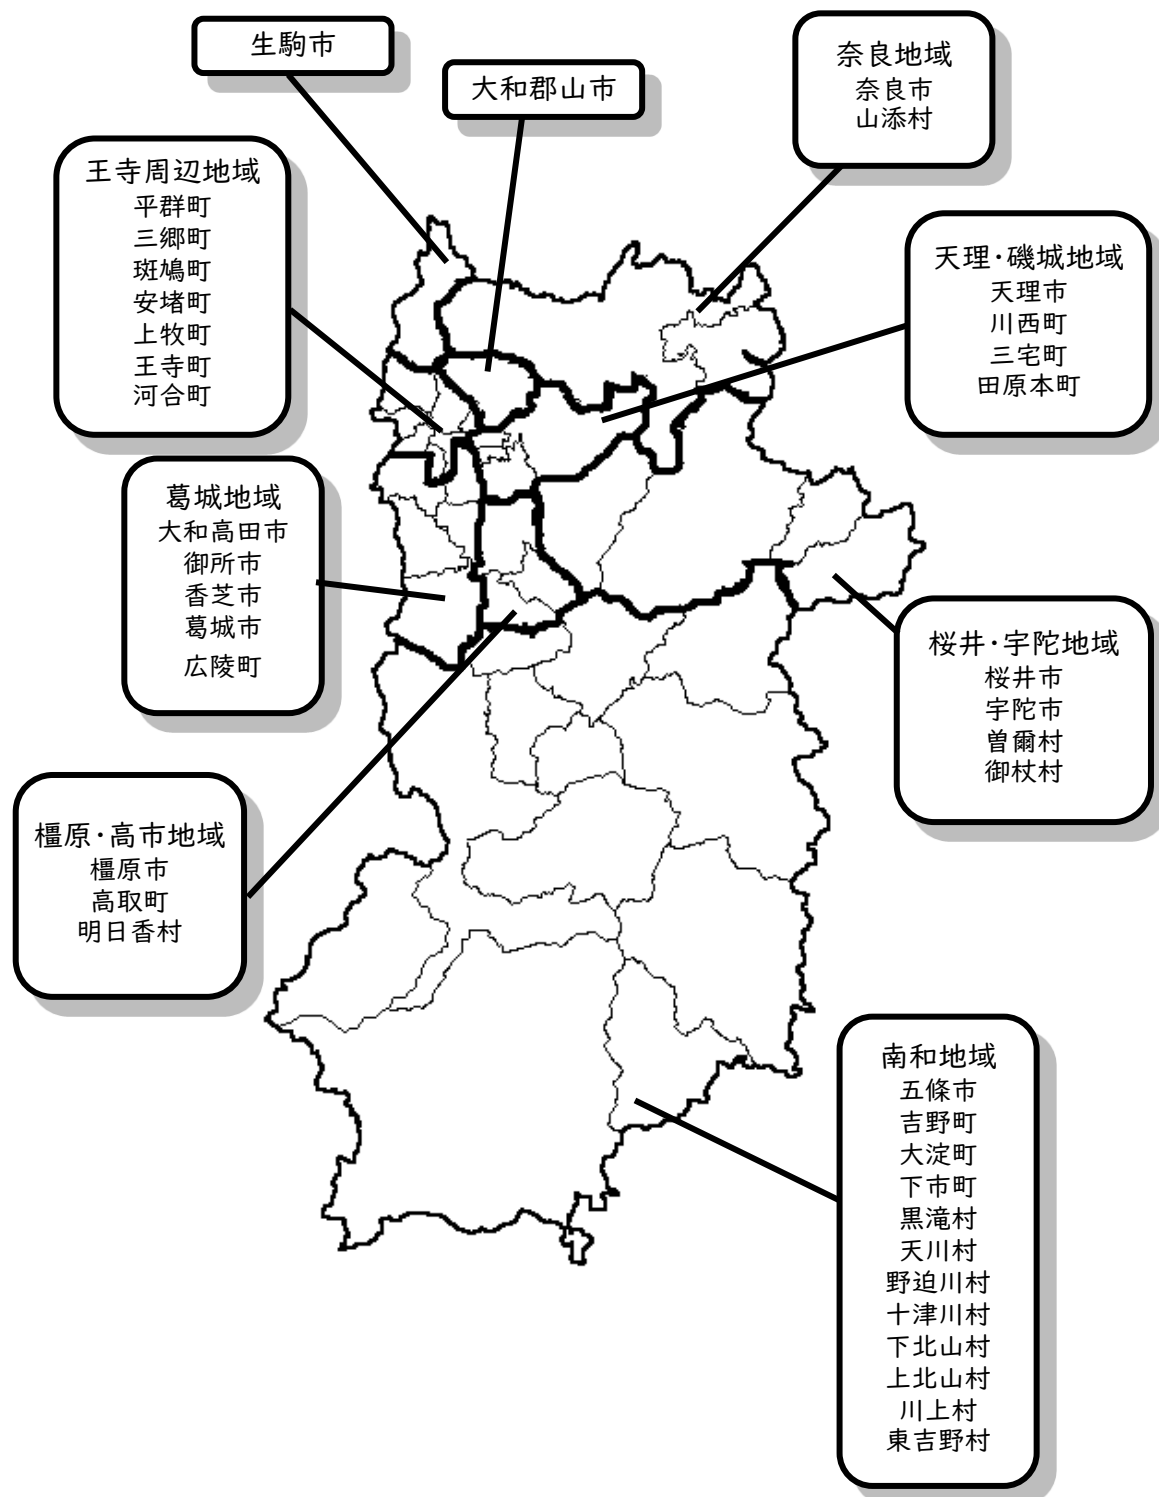 生駒市
大和郡山市
奈良地域
奈良市
山添村
王寺周辺地域
平群町
三郷町
斑鳩町
安堵町
上牧町
王寺町
河合町
天理・磯城地域
天理市
川西町
三宅町
田原本町
葛城地域
大和高田市
御所市
香芝市
葛城市
広陵町
桜井・宇陀地域
桜井市
宇陀市
曽爾村
御杖村
橿原・高市地域
橿原市
高取町
明日香村
南和地域
五條市
吉野町
大淀町
下市町
黒滝村
天川村
野迫川村
十津川村
下北山村
上北山村
川上村
東吉野村